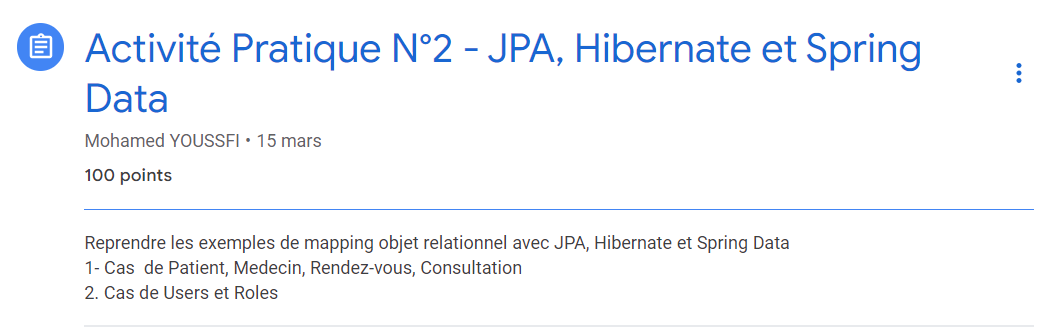 Activité Pratique N°2 - JPA, Hibernate et Spring
Data
Mohamed YOUSSFI • 15 mars
100 points
Reprendre les exemples de mapping objet relationnel avec JPA, Hibernate et Spring Data
1- Cas  de Patient, Medecin, Rendez-vous, Consultation
2. Cas de Users et Roles